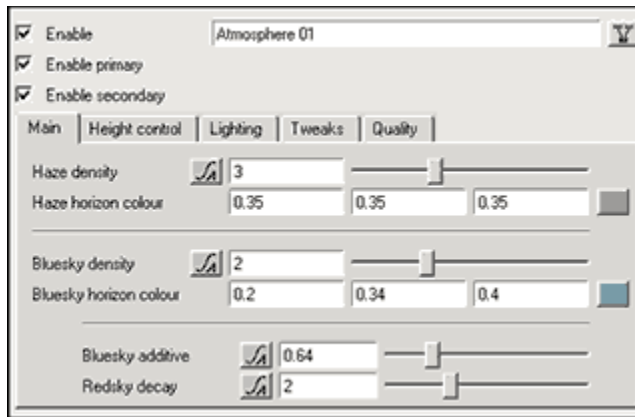 Enable Atmosphere 01
Enable primary
Enable secondary
Main Height control Lighting Tweaks Quality
Haze density 3
Haze horizon colour 0.35 0.35 0.35
Bluesky density 2
Bluesky horizon colour 0.2 0.34 0.4
Bluesky additive 0.64
Redsky decay 2